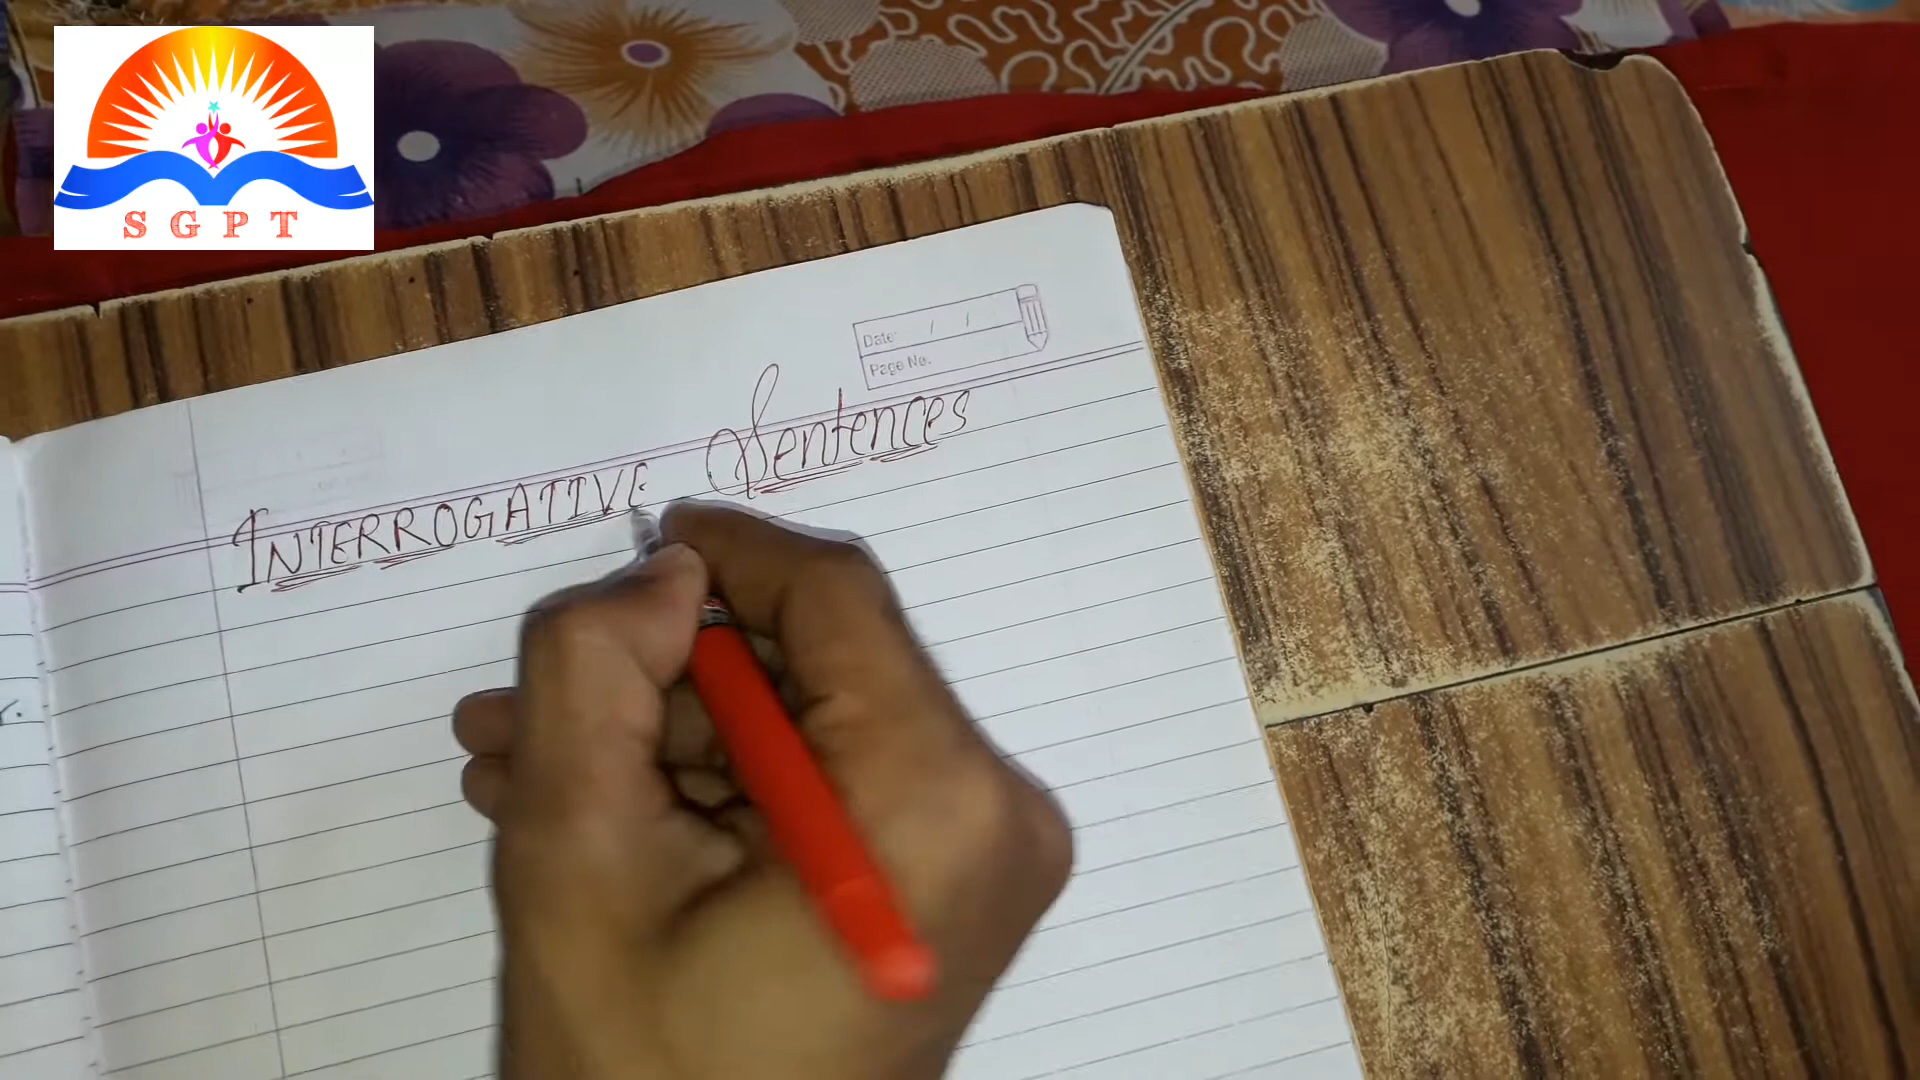 SGPT
Date: / /
Page No.
INTERROGATIVE Sentences